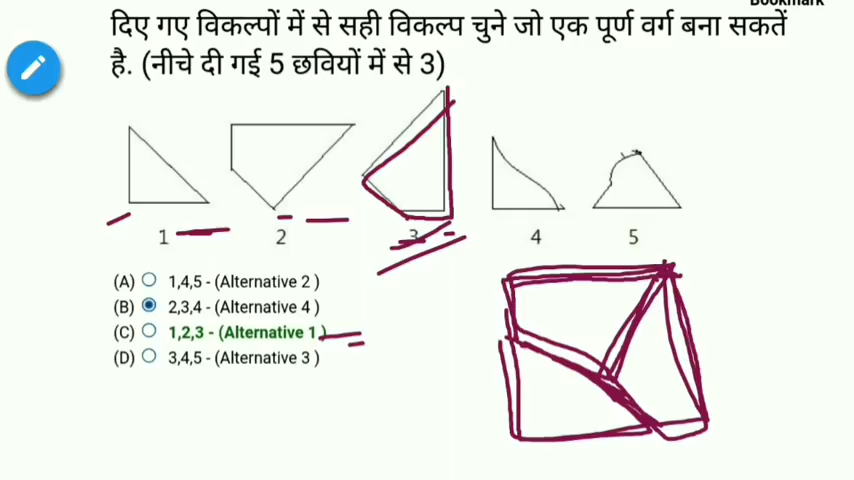 Bookmark
दिए गए विकल्पों में से सही विकल्प चुने जो एक पूर्ण वर्ग बना सकतें
है. (नीचे दी गई 5 छवियों में से 3)
1 2 3 4 5
(A) 1,4,5 - (Alternative 2 )
(B) 2,3,4 - (Alternative 4 )
(C) 1,2,3 - (Alternative 1 )
(D) 3,4,5 - (Alternative 3 )